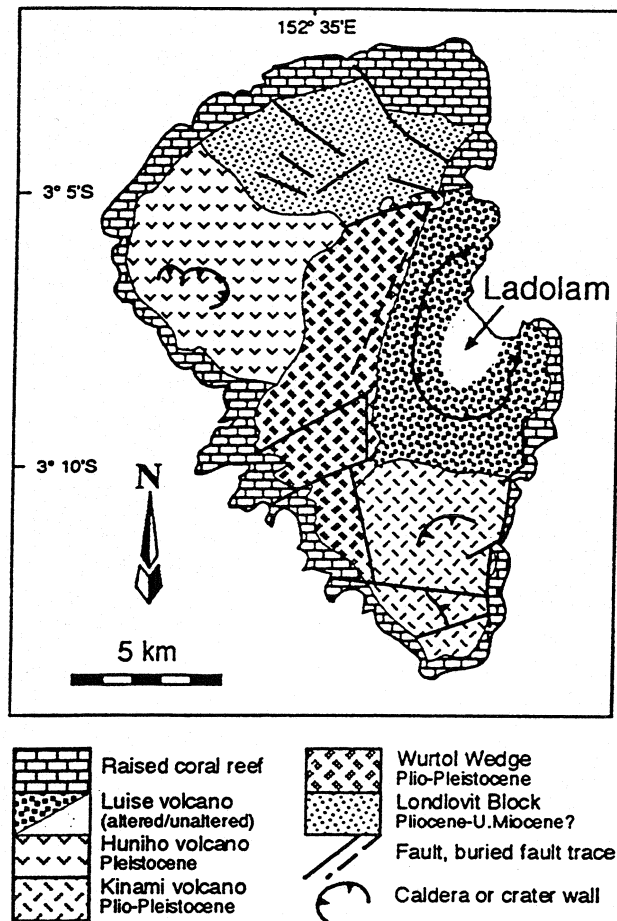 152° 35'E
3° 5'S
Ladolam
3° 10'S
N
5 km
Raised coral reef
Luise volcano
(altered/unaltered)
Huniho volcano
Pleistocene
Kinami volcano
Plio-Pleistocene
Wurtol Wedge
Plio-Pleistocene
Londlovit Block
Pliocene-U.Miocene?
Fault, buried fault trace
Caldera or crater wall